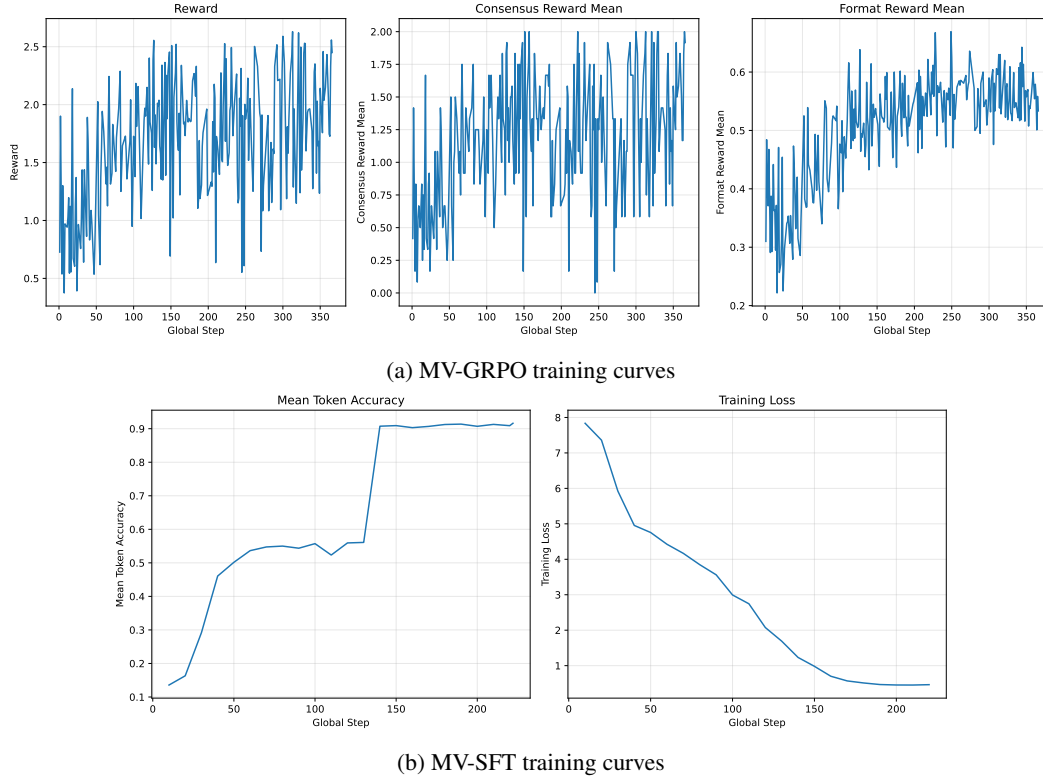 Reward
Consensus Reward Mean
Format Reward Mean
Reward
2.5
2.0
1.5
1.0
0.5
0 50 100 150 200 250 300 350
Global Step
Consensus Reward Mean
2.00
1.75
1.50
1.25
1.00
0.75
0.50
0.25
0.00
0 50 100 150 200 250 300 350
Global Step
Format Reward Mean
0.6
0.5
0.4
0.3
0.2
0 50 100 150 200 250 300 350
Global Step
(a) MV-GRPO training curves
Mean Token Accuracy
Training Loss
Mean Token Accuracy
0.9
0.8
0.7
0.6
0.5
0.4
0.3
0.2
0.1
0 50 100 150 200
Global Step
Training Loss
8
7
6
5
4
3
2
1
0 50 100 150 200
Global Step
(b) MV-SFT training curves